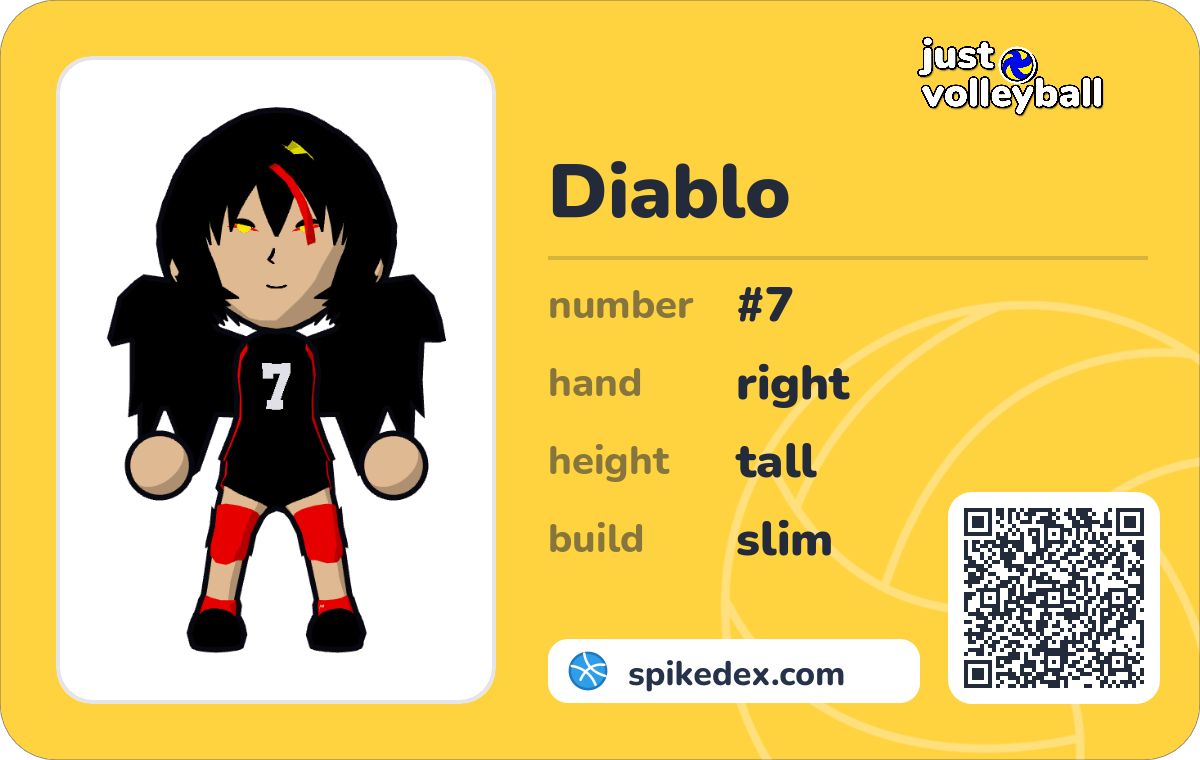 just
volleyball
Diablo
number #7
hand right
height tall
build slim
7
spikedex.com